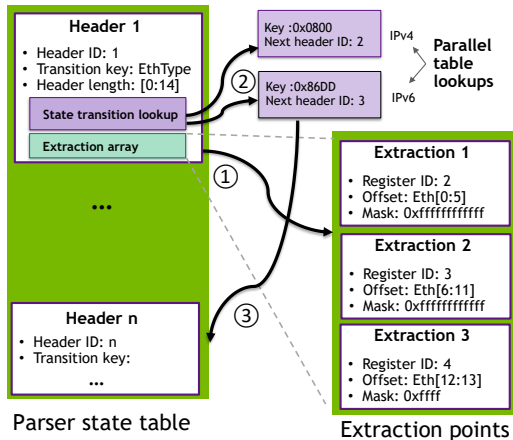 Header 1
• Header ID: 1
• Transition key: EthType
• Header length: [0:14]
State transition lookup
Extraction array
...
Header n
• Header ID: n
• Transition key:
...
Parser state table
Key :0x0800
Next header ID: 2
IPv4
②
Key :0x86DD
Next header ID: 3
IPv6
Parallel
table
lookups
①
③
Extraction 1
• Register ID: 2
• Offset: Eth[0:5]
• Mask: 0xffffffffffff
Extraction 2
• Register ID: 3
• Offset: Eth[6:11]
• Mask: 0xffffffffffff
Extraction 3
• Register ID: 4
• Offset: Eth[12:13]
• Mask: 0xffff
Extraction points